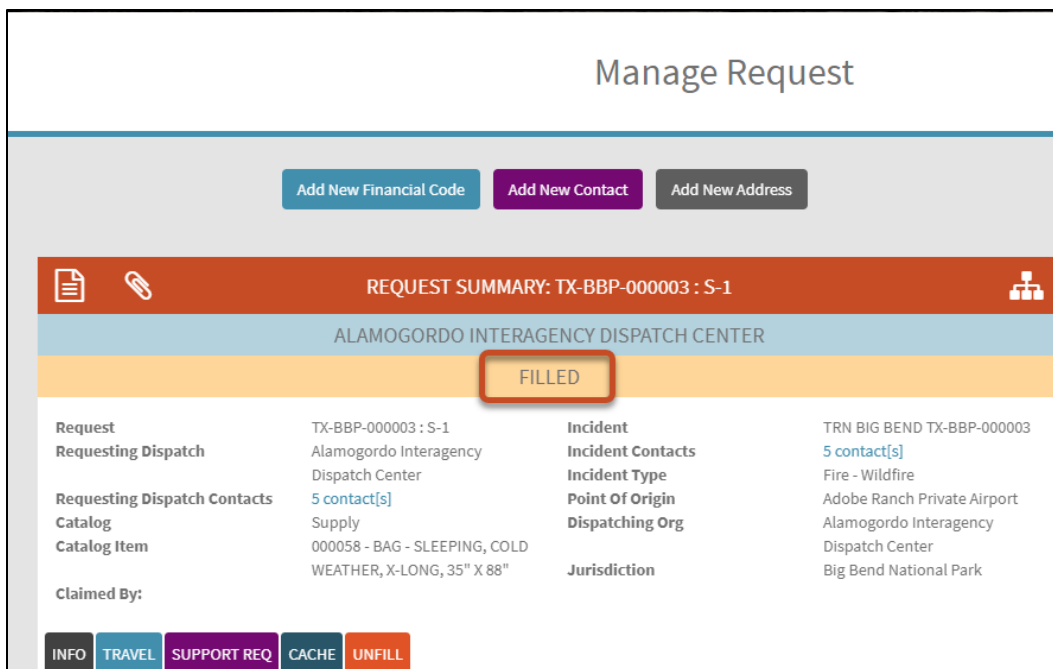 Manage Request
Add New Financial Code Add New Contact Add New Address
REQUEST SUMMARY: TX-BBP-000003 : S-1
ALAMOGORDO INTERAGENCY DISPATCH CENTER
FILLED
Request TX-BBP-000003 : S-1
Requesting Dispatch Alamogordo Interagency
Dispatch Center
Requesting Dispatch Contacts 5 contact[s]
Catalog Supply
Catalog Item 000058 - BAG - SLEEPING, COLD
WEATHER, X-LONG, 35" X 88"
Claimed By:
Incident TRN BIG BEND TX-BBP-000003
Incident Contacts 5 contact[s]
Incident Type Fire - Wildfire
Point Of Origin Adobe Ranch Private Airport
Dispatching Org Alamogordo Interagency
Dispatch Center
Jurisdiction Big Bend National Park
INFO TRAVEL SUPPORT REQ CACHE UNFILL